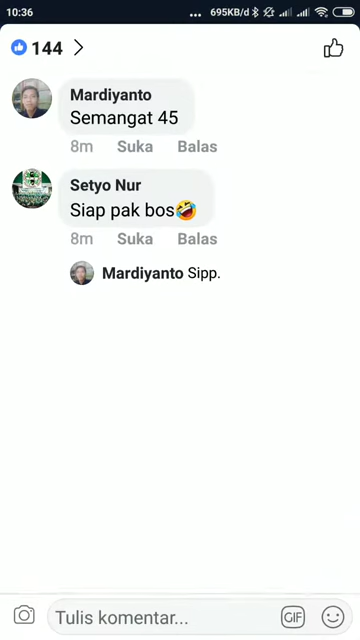 10:36
... 695KB/d
144
Mardiyanto
Semangat 45
8m Suka Balas
Setyo Nur
Siap pak bos🤣
8m Suka Balas
Mardiyanto Sipp.
Tulis komentar...
GIF